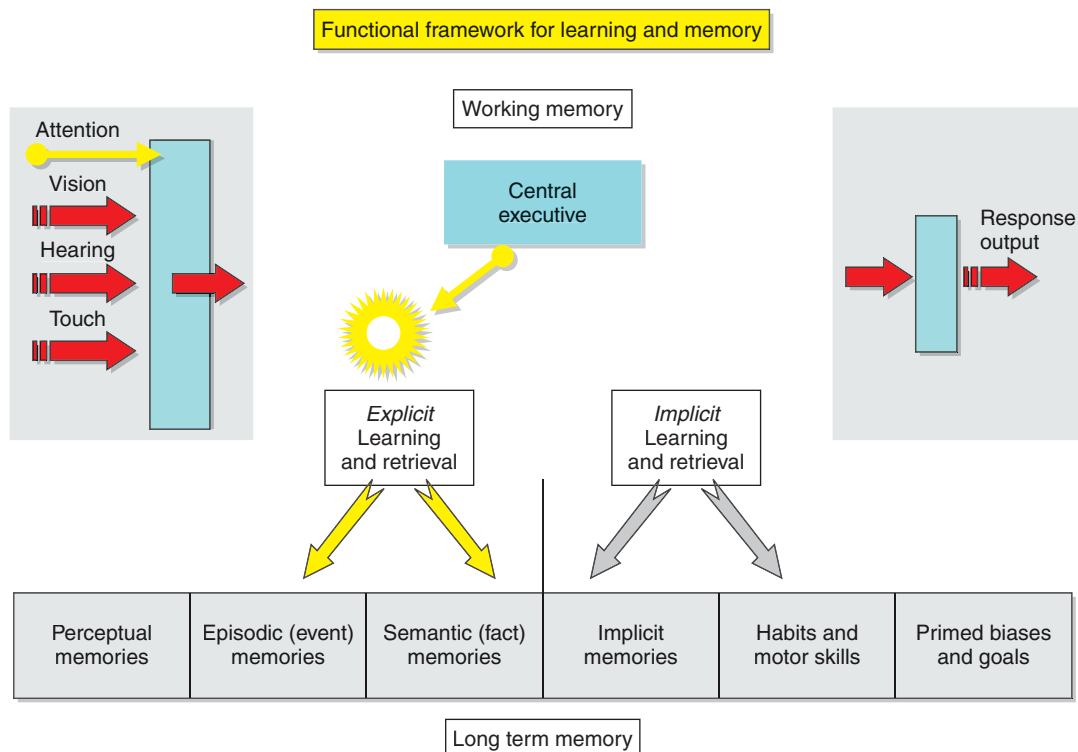 Functional framework for learning and memory
Working memory
Attention
Vision
Hearing
Touch
Central
executive
Response
output
Explicit
Learning
and retrieval
Implicit
Learning
and retrieval
Perceptual
memories
Episodic (event)
memories
Semantic (fact)
memories
Implicit
memories
Habits and
motor skills
Primed biases
and goals
Long term memory